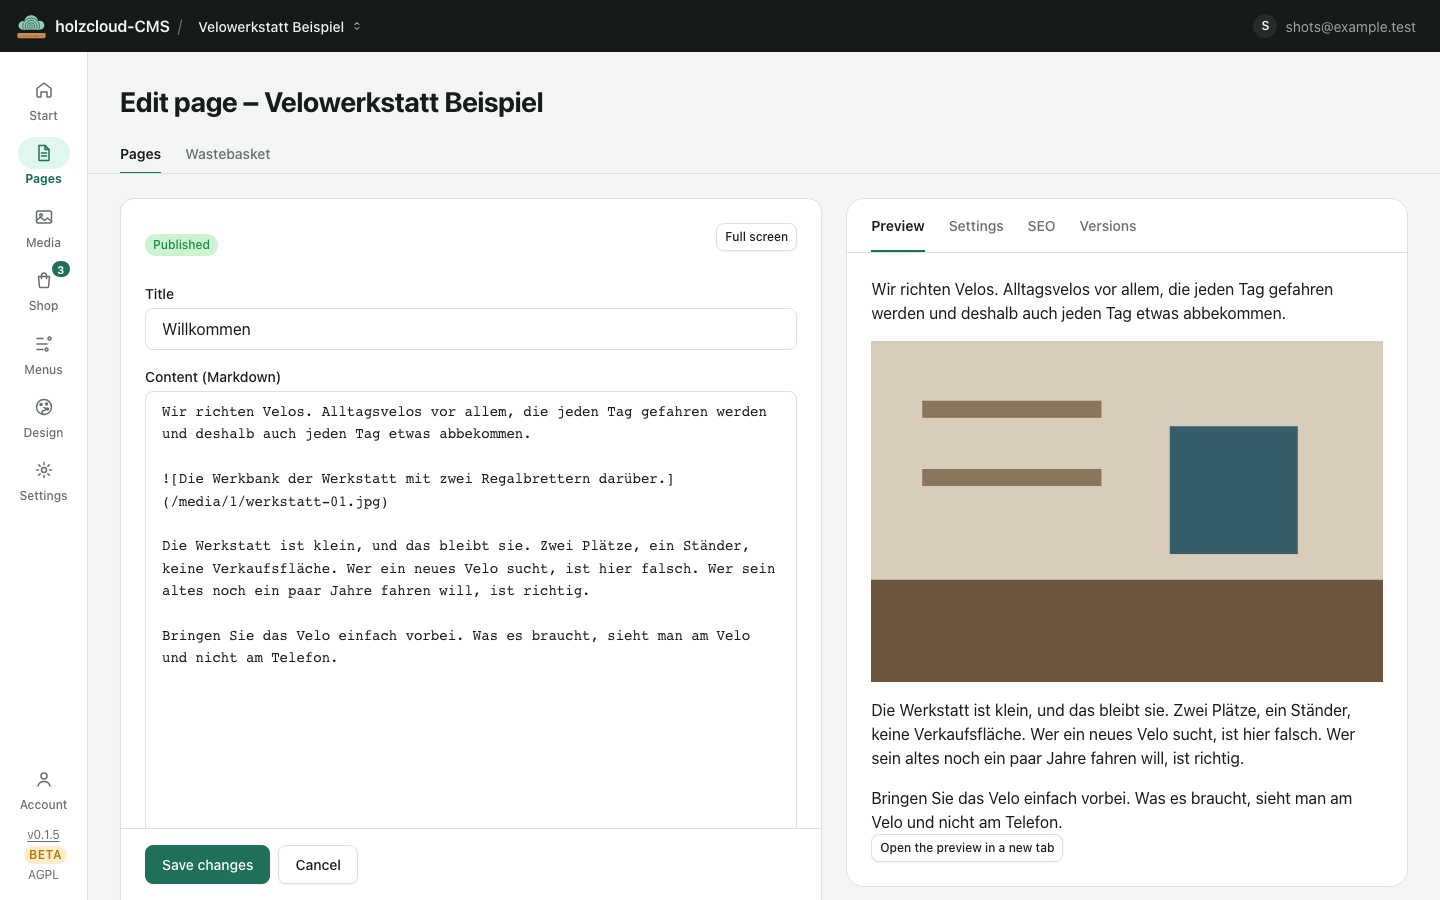 holzcloud-CMS / Velowerkstatt Beispiel
S shots@example.test
Start
Pages
Media
3
Shop
Menus
Design
Settings
Account
v0.1.5
BETA
AGPL
Edit page – Velowerkstatt Beispiel
Pages Wastebasket
Published
Full screen
Title
Willkommen
Content (Markdown)
Wir richten Velos. Alltagsvelos vor allem, die jeden Tag gefahren werden
und deshalb auch jeden Tag etwas abbekommen.
![Die Werkbank der Werkstatt mit zwei Regalbrettern darüber.]
(/media/1/werkstatt-01.jpg)
Die Werkstatt ist klein, und das bleibt sie. Zwei Plätze, ein Ständer,
keine Verkaufsfläche. Wer ein neues Velo sucht, ist hier falsch. Wer sein
altes noch ein paar Jahre fahren will, ist richtig.
Bringen Sie das Velo einfach vorbei. Was es braucht, sieht man am Velo
und nicht am Telefon.
Save changes Cancel
Preview Settings SEO Versions
Wir richten Velos. Alltagsvelos vor allem, die jeden Tag gefahren
werden und deshalb auch jeden Tag etwas abbekommen.
Die Werkstatt ist klein, und das bleibt sie. Zwei Plätze, ein Ständer,
keine Verkaufsfläche. Wer ein neues Velo sucht, ist hier falsch. Wer
sein altes noch ein paar Jahre fahren will, ist richtig.
Bringen Sie das Velo einfach vorbei. Was es braucht, sieht man am
Velo und nicht am Telefon.
Open the preview in a new tab